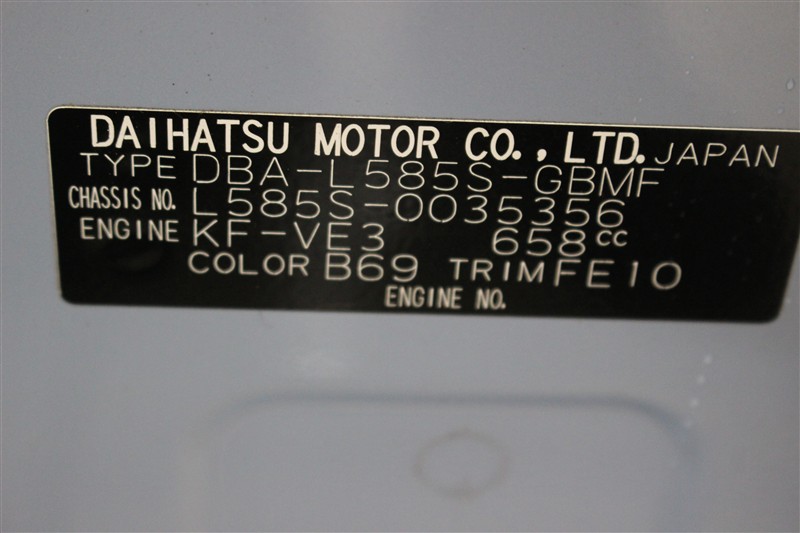 DAIHATSU MOTOR CO., LTD. JAPAN
TYPE DBA-L585S-GBMF
CHASSIS NO. L585S-0035356
ENGINE KF-VE3 658cc
COLOR B69 TRIM FE10
ENGINE NO.